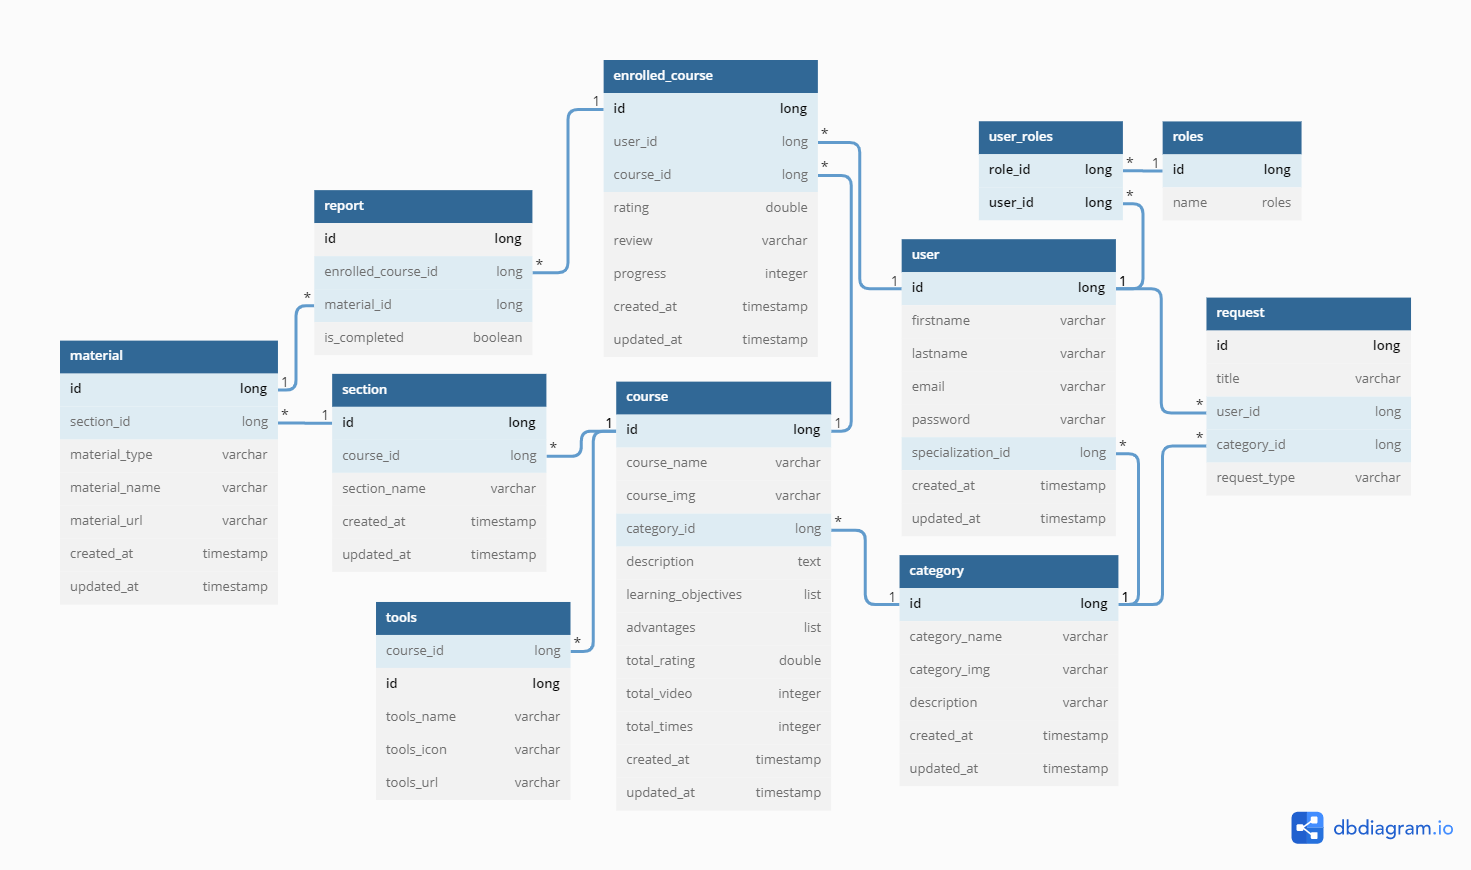 enrolled_course
1 id long
user_id long *
course_id long *
rating double
review varchar
progress integer
created_at timestamp
updated_at timestamp
user_roles
role_id long *
user_id long *
roles
1 id long
name roles
report
id long
enrolled_course_id long *
* material_id long
is_completed boolean
user
1 id long 1
firstname varchar
lastname varchar
email varchar
password varchar
specialization_id long *
created_at timestamp
updated_at timestamp
request
id long
title varchar
* user_id long
* category_id long
request_type varchar
material
id long 1
section_id long *
material_type varchar
material_name varchar
material_url varchar
created_at timestamp
updated_at timestamp
section
1 id long
course_id long *
section_name varchar
created_at timestamp
updated_at timestamp
course
1 id long 1
course_name varchar
course_img varchar
category_id long *
description text
learning_objectives list
advantages list
total_rating double
total_video integer
total_times integer
created_at timestamp
updated_at timestamp
category
1 id long 1
category_name varchar
category_img varchar
description varchar
created_at timestamp
updated_at timestamp
tools
course_id long *
id long
tools_name varchar
tools_icon varchar
tools_url varchar
dbdiagram.io